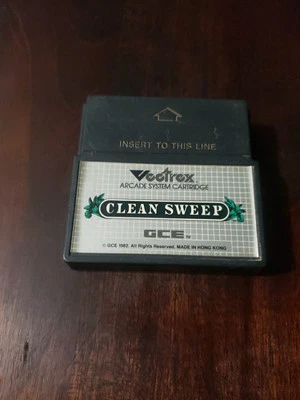 INSERT TO THIS LINE
Vectrex
ARCADE SYSTEM CARTRIDGE
CLEAN SWEEP
GCE™
© GCE 1982. All Rights Reserved. MADE IN HONG KONG